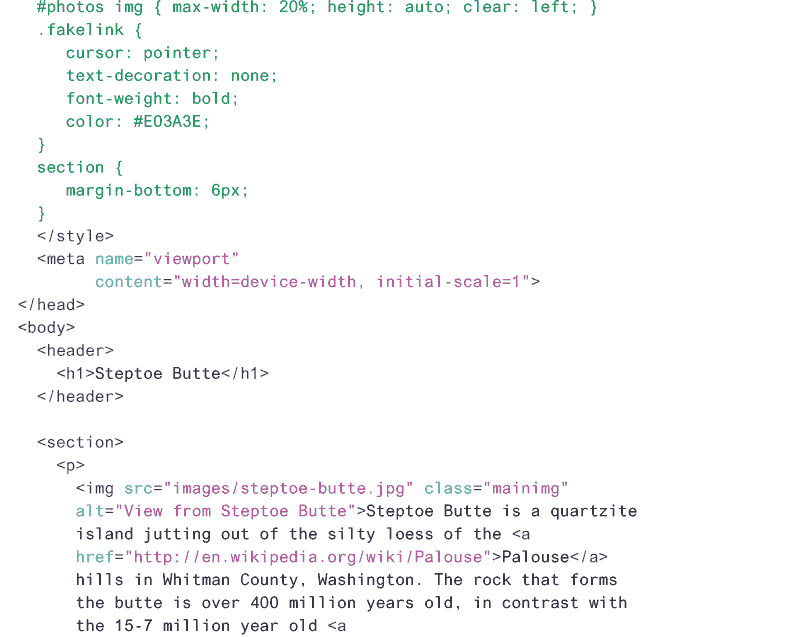 #photos img { max-width: 20%; height: auto; clear: left; }
.fakelink {
cursor: pointer;
text-decoration: none;
font-weight: bold;
color: #E03A3E;
}
section {
margin-bottom: 6px;
}
</style>
<meta name="viewport"
content="width=device-width, initial-scale=1">
</head>
<body>
<header>
<h1>Steptoe Butte</h1>
</header>
<section>
<p>
<img src="images/steptoe-butte.jpg" class="mainimg"
alt="View from Steptoe Butte">Steptoe Butte is a quartzite
island jutting out of the silty loess of the <a
href="http://en.wikipedia.org/wiki/Palouse">Palouse</a>
hills in Whitman County, Washington. The rock that forms
the butte is over 400 million years old, in contrast with
the 15-7 million year old <a